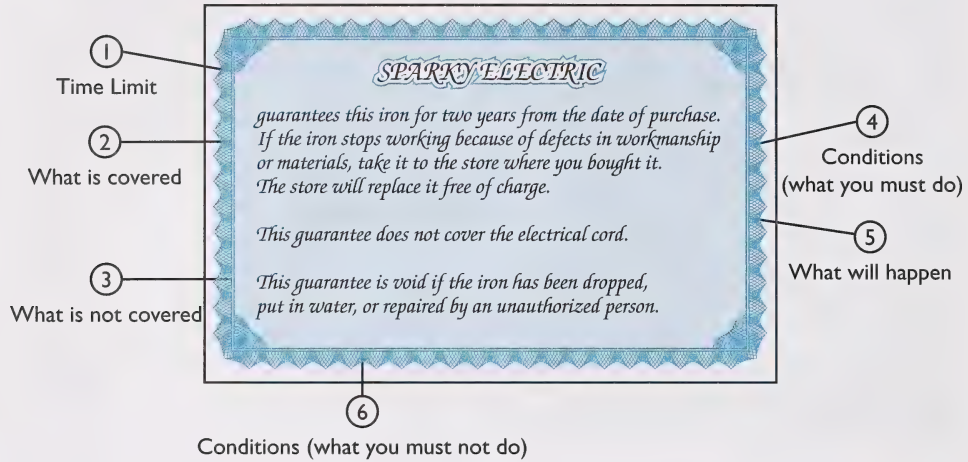 SPARKY ELECTRIC
guarantees this iron for two years from the date of purchase.
If the iron stops working because of defects in workmanship
or materials, take it to the store where you bought it.
The store will replace it free of charge.
This guarantee does not cover the electrical cord.
This guarantee is void if the iron has been dropped,
put in water, or repaired by an unauthorized person.
1
Time Limit
2
What is covered
3
What is not covered
4
Conditions
(what you must do)
5
What will happen
6
Conditions (what you must not do)